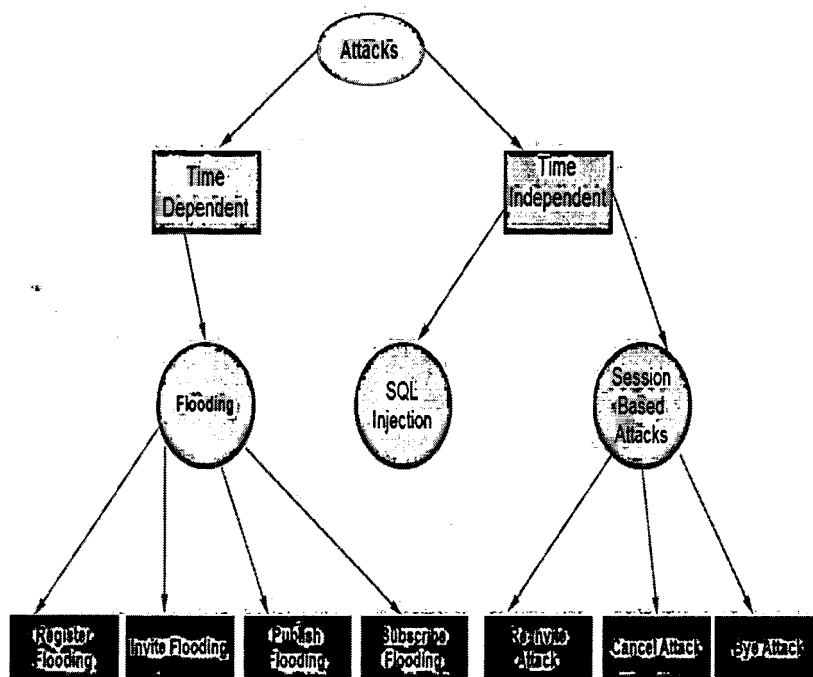 Attacks
Time
Dependent
Time
Independent
Flooding
SQL
Injection
Session
Based
Attacks
Register
Flooding
Invite Flooding
Publish
Flooding
Subscribe
Flooding
Re-invite
Attack
Cancel Attack
Bye Attack